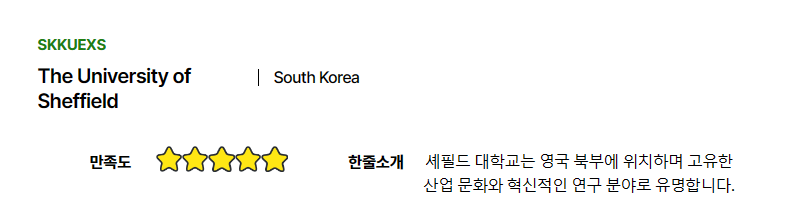 SKKUEXS
The University of
Sheffield
South Korea
만족도
한줄소개
셰필드 대학교는 영국 북부에 위치하며 고유한
산업 문화와 혁신적인 연구 분야로 유명합니다.